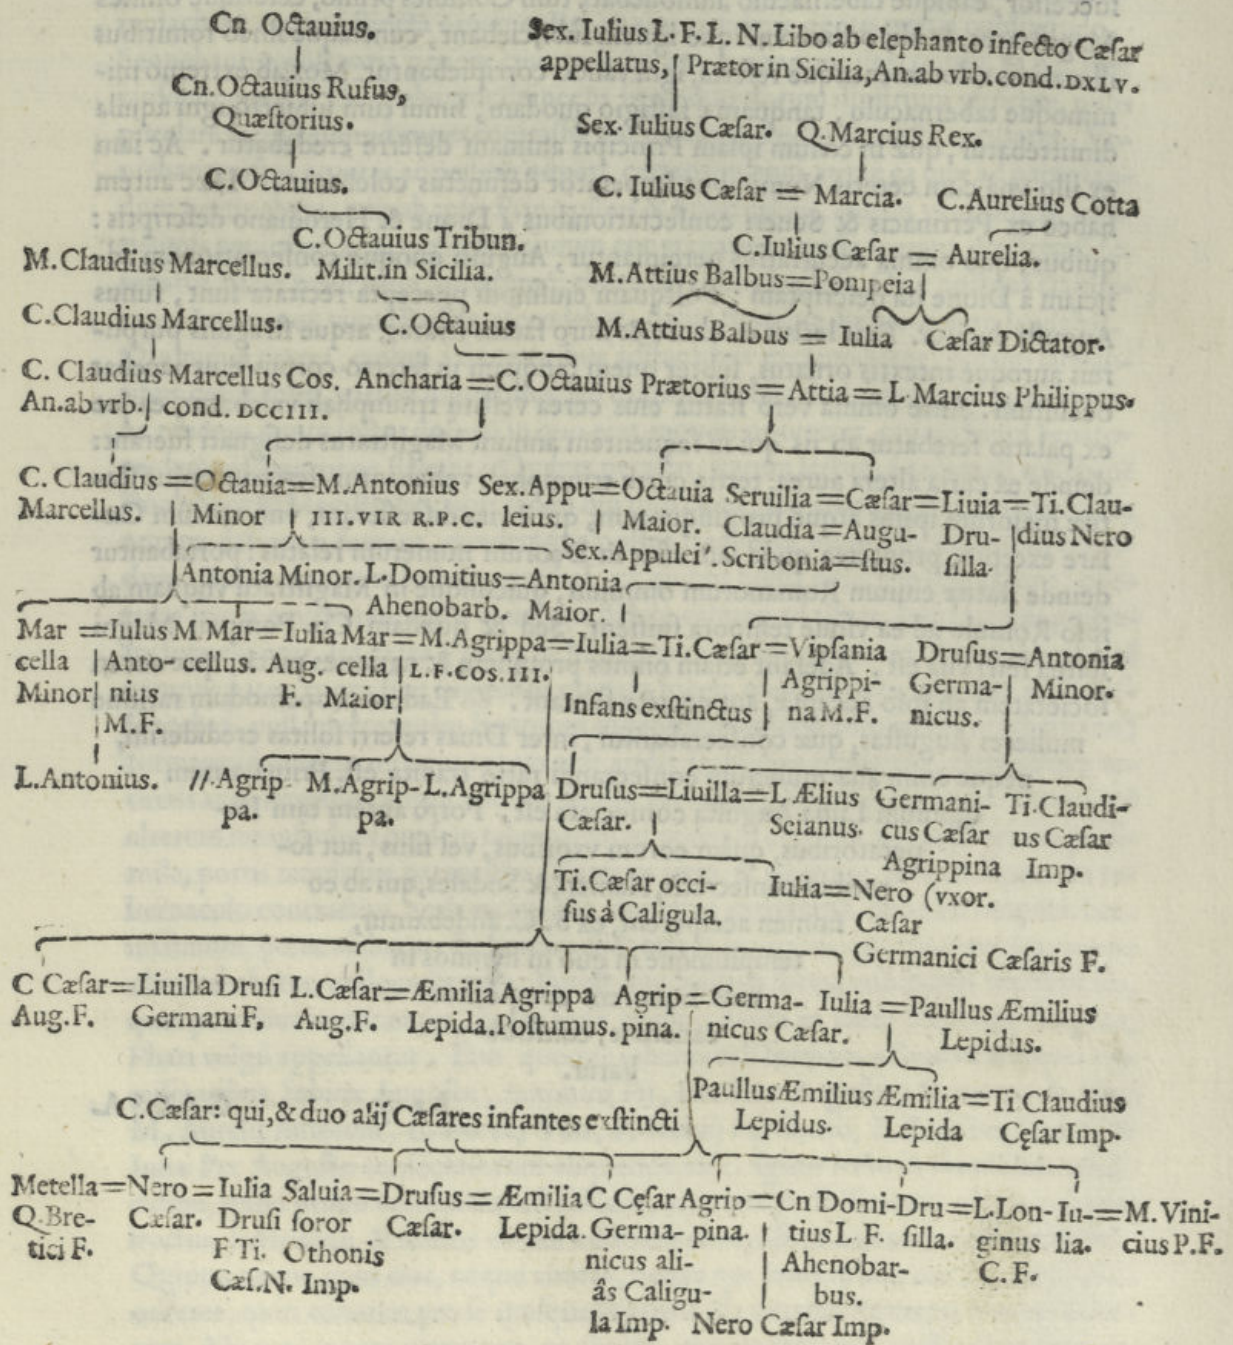 Cn. Octauius. Sex. Iulius L. F. L. N. Libo ab elephanto infecto Cæsar
appellatus, Prætor in Sicilia, An. ab vrb. cond. DXLV.
Cn. Octauius Rufus,
Quæstorius. Sex. Iulius Cæsar. Q. Marcius Rex.
C. Octauius. C. Iulius Cæsar = Marcia. C. Aurelius Cotta
C. Octauius Tribun. C. Iulius Cæsar = Aurelia.
M. Claudius Marcellus. Milit. in Sicilia. M. Attius Balbus = Pompeia
C. Claudius Marcellus. C. Octauius M. Attius Balbus = Iulia Cæsar Dictator.
C. Claudius Marcellus Cos. Ancharia = C. Octauius Prætorius = Attia = L. Marcius Philippus.
An. ab vrb. cond. DCCIII.
C. Claudius = Octauia = M. Antonius Sex. Appu = Octauia Seruilia = Cæsar = Liuia = Ti. Clau-
Marcellus. Minor III. VIR R. P. C. leius. Maior. Claudia = Augu- Dru- dius Nero
Sex. Appulei'. Scribonia = stus. silla.
Antonia Minor. L. Domitius = Antonia
Ahenobarb. Maior.
Mar = Iulus M Mar = Iulia Mar = M. Agrippa = Iulia = Ti. Cæsar = Vipsania Drusus = Antonia
cella Anto- cellus. Aug. cella L. F. COS. III. Agrippi- Germa- Minor.
Minor nius F. Maior Infans exstinctus na M. F. nicus.
M. F.
L. Antonius. // Agrip M. Agrip- L. Agrippa Drusus = Liuilla = L Ælius Germani- Ti. Claudi-
pa. pa. Cæsar. Seianus. cus Cæsar us Cæsar
Agrippina Imp.
Ti. Cæsar occi- Iulia = Nero (vxor.
sus à Caligula. Cæsar
Germanici Cæsaris F.
C Cæsar = Liuilla Drusi L. Cæsar = Æmilia Agrippa Agrip = Germa- Iulia = Paullus Æmilius
Aug. F. Germani F. Aug. F. Lepida. Postumus. pina. nicus Cæsar. Lepidus.
Paullus Æmilius Æmilia = Ti Claudius
C. Cæsar: qui, & duo alij Cæsares infantes exstincti Lepidus. Lepida Cęsar Imp.
Metella = Nero = Iulia Saluia = Drusus = Æmilia C Cęsar Agrip = Cn Domi- Dru = L. Lon- Iu- = M. Vini-
Q. Bre- Cæsar. Drusi soror Cæsar. Lepida. Germa- pina. tius L F. silla. ginus lia. cius P. F.
tici F. F Ti. Othonis nicus ali- Ahenobar- C. F.
Cæs. N. Imp. âs Caligu- bus.
la Imp. Nero Cæsar Imp.